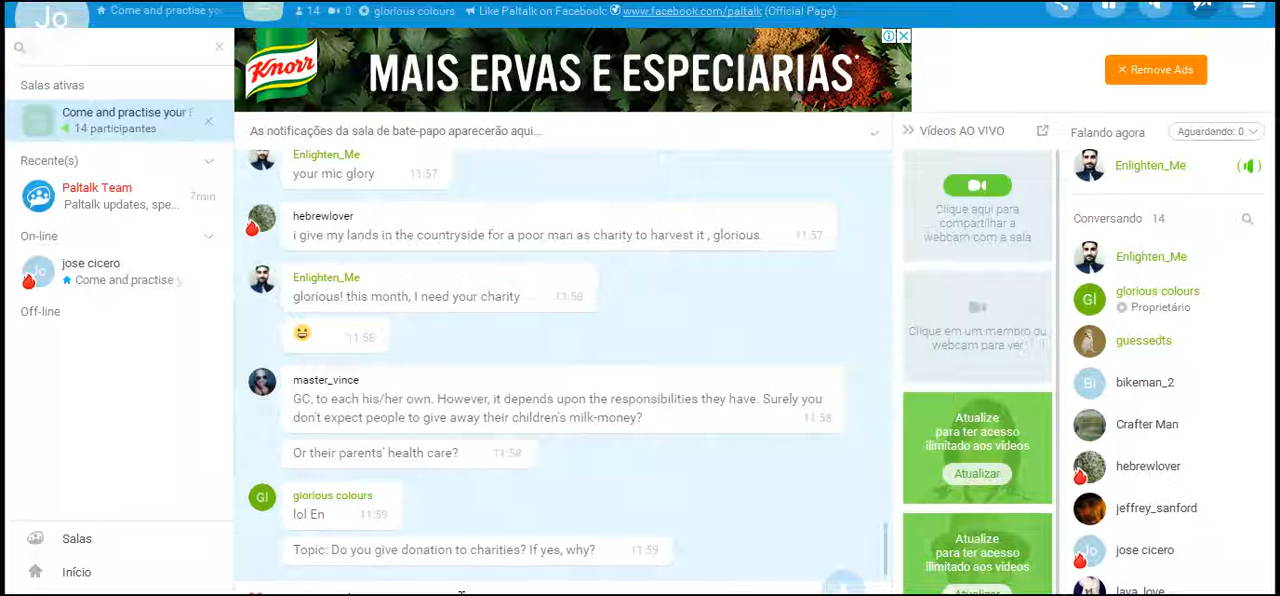 Jo
Come and practise you
14 0 glorious colours Like Paltalk on Facebook: www.facebook.com/paltalk (Official Page)
Salas ativas
Come and practise your E
14 participantes
Recente(s)
Paltalk Team
Paltalk updates, spe...
7min
On-line
Jo
jose cicero
Come and practise y
Off-line
Salas
Início
Knorr
MAIS ERVAS E ESPECIARIAS*
Remove Ads
As notificações da sala de bate-papo aparecerão aqui...
Enlighten_Me
your mic glory 11:57
hebrewlover
i give my lands in the countryside for a poor man as charity to harvest it , glorious. 11:57
Enlighten_Me
glorious! this month, I need your charity 11:58
11:58
master_vince
GC, to each his/her own. However, it depends upon the responsibilities they have. Surely you
don't expect people to give away their children's milk-money? 11:58
Or their parents' health care? 11:58
Gl
glorious colours
lol En 11:59
Topic: Do you give donation to charities? If yes, why? 11:59
Vídeos AO VIVO
Clique aqui para
compartilhar a
webcam com a sala
Clique em um membro ou
webcam para ver
Atualize
para ter acesso
ilimitado aos vídeos
Atualizar
Atualize
para ter acesso
ilimitado aos vídeos
Atualizar
Falando agora
Aguardando: 0
Enlighten_Me
Conversando 14
Enlighten_Me
Gl
glorious colours
Proprietário
guessedts
Bi
bikeman_2
Crafter Man
hebrewlover
jeffrey_sanford
Jo
jose cicero
lava_love